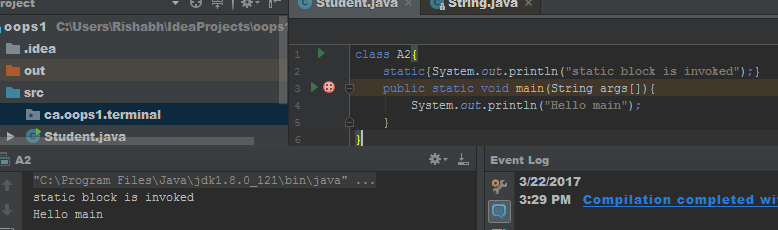 roject
Student.java
String.java
oops1 C:\Users\Rishabh\IdeaProjects\oops1
.idea
out
src
ca.oops1.terminal
Student.java
1 class A2{
2 static{System.out.println("static block is invoked");}
3 public static void main(String args[]){
4 System.out.println("Hello main");
5 }
6 }
A2
"C:\Program Files\Java\jdk1.8.0_121\bin\java" ...
static block is invoked
Hello main
Event Log
3/22/2017
3:29 PM Compilation completed wi